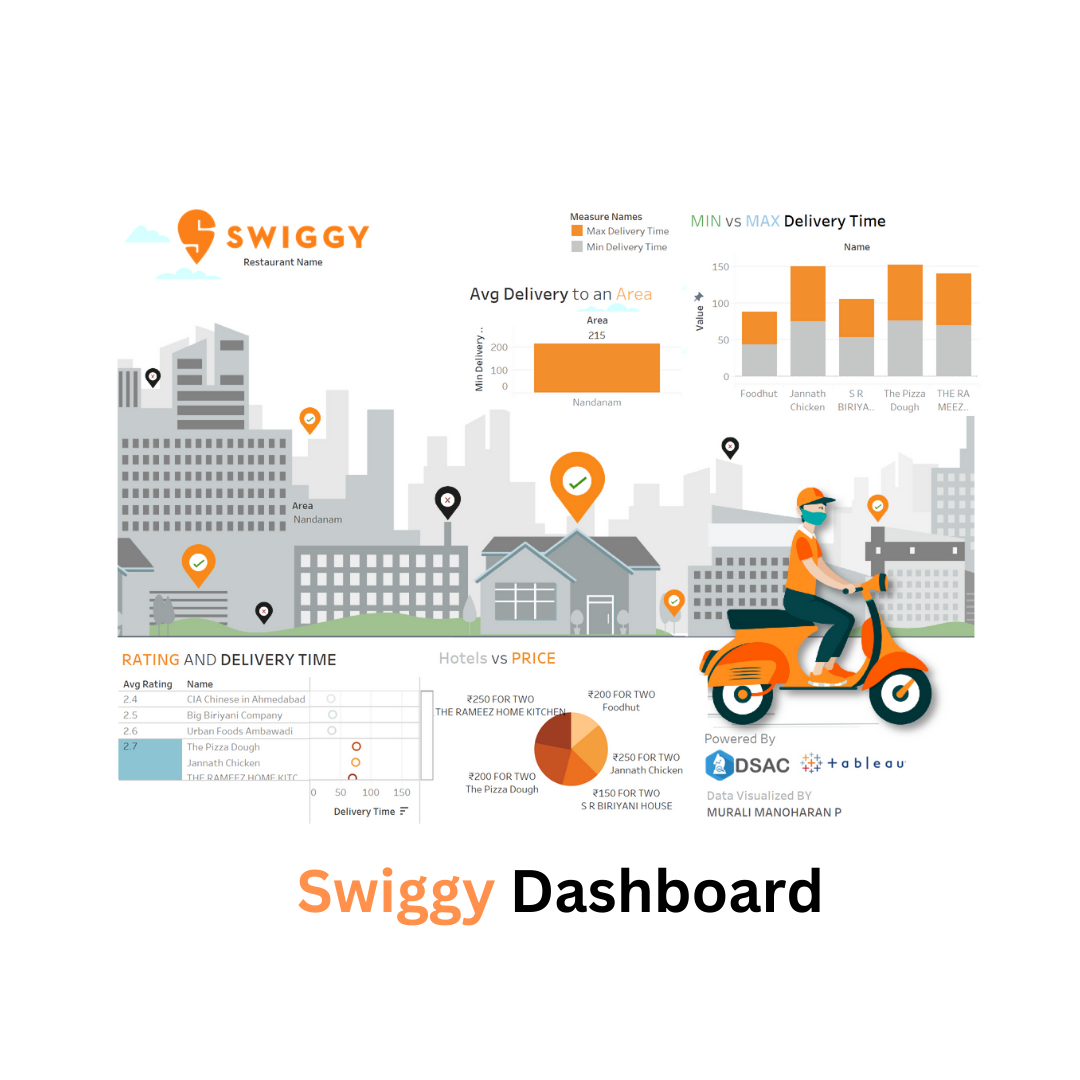 SWIGGY
Restaurant Name
Measure Names
Max Delivery Time
Min Delivery Time
MIN vs MAX Delivery Time
Name
Value
150
100
50
0
Foodhut
Jannath
Chicken
S R
BIRIYA..
The Pizza
Dough
THE RA
MEEZ..
Avg Delivery to an Area
Area
215
Min Delivery ..
200
100
0
Nandanam
Area
Nandanam
RATING AND DELIVERY TIME
Avg Rating Name
2.4 CIA Chinese in Ahmedabad
2.5 Big Biriyani Company
2.6 Urban Foods Ambawadi
2.7 The Pizza Dough
Jannath Chicken
THE RAMEEZ HOME KITC
0 50 100 150
Delivery Time
Hotels vs PRICE
₹250 FOR TWO
THE RAMEEZ HOME KITCHEN
₹200 FOR TWO
Foodhut
₹250 FOR TWO
Jannath Chicken
₹200 FOR TWO
The Pizza Dough
₹150 FOR TWO
S R BIRIYANI HOUSE
Powered By
DSAC
+ableau
Data Visualized BY
MURALI MANOHARAN P
Swiggy Dashboard